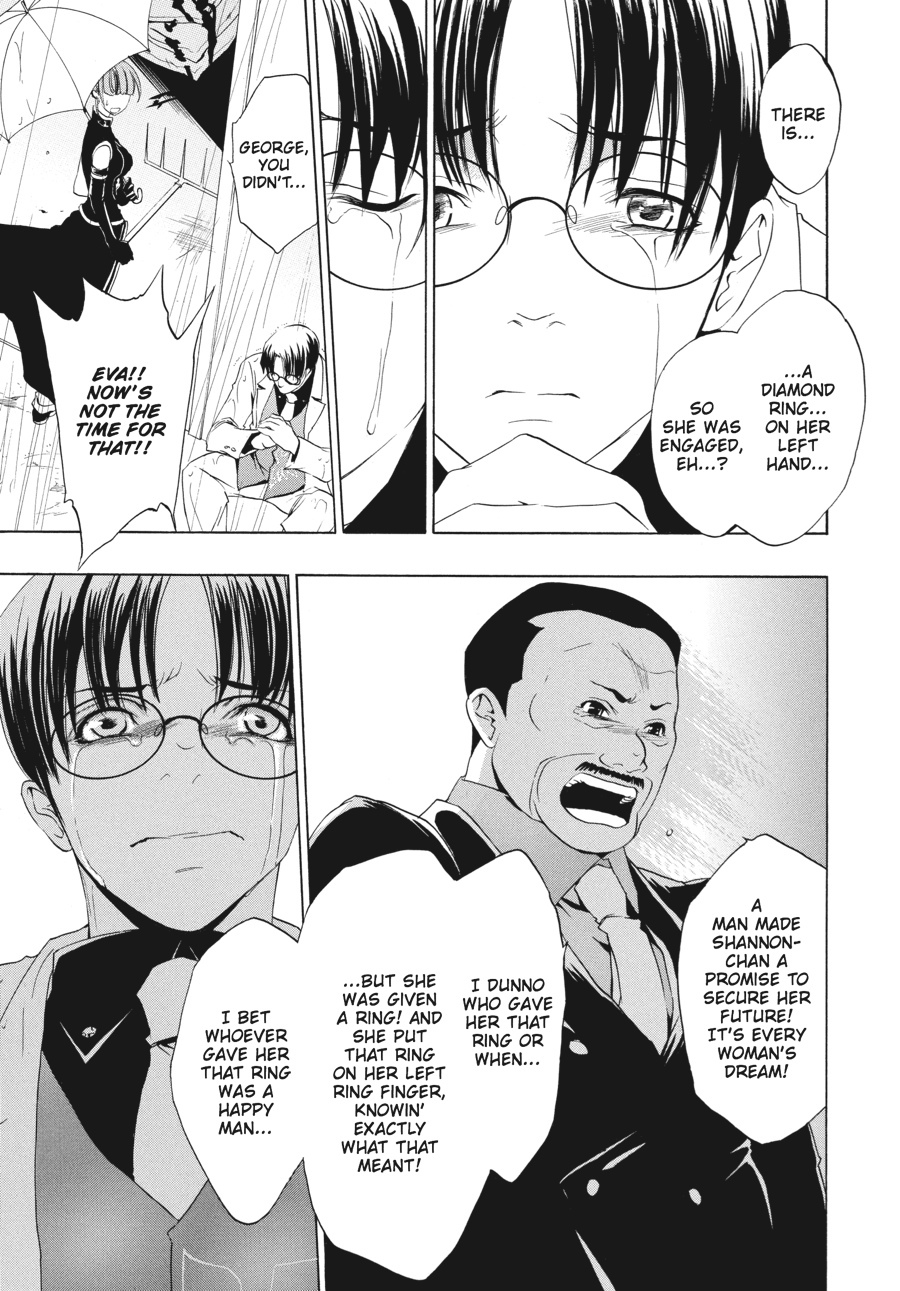 THERE
IS...
...A
DIAMOND
RING...
ON HER
LEFT
HAND...
SO
SHE WAS
ENGAGED,
EH...?
GEORGE,
YOU
DIDN'T...
EVA!!
NOW'S
NOT THE
TIME FOR
THAT!!
A
MAN MADE
SHANNON-
CHAN A
PROMISE TO
SECURE HER
FUTURE!
IT'S EVERY
WOMAN'S
DREAM!
I DUNNO
WHO GAVE
HER THAT
RING OR
WHEN...
...BUT SHE
WAS GIVEN
A RING! AND
SHE PUT
THAT RING
ON HER LEFT
RING FINGER,
KNOWIN'
EXACTLY
WHAT THAT
MEANT!
I BET
WHOEVER
GAVE HER
THAT RING
WAS A
HAPPY
MAN...